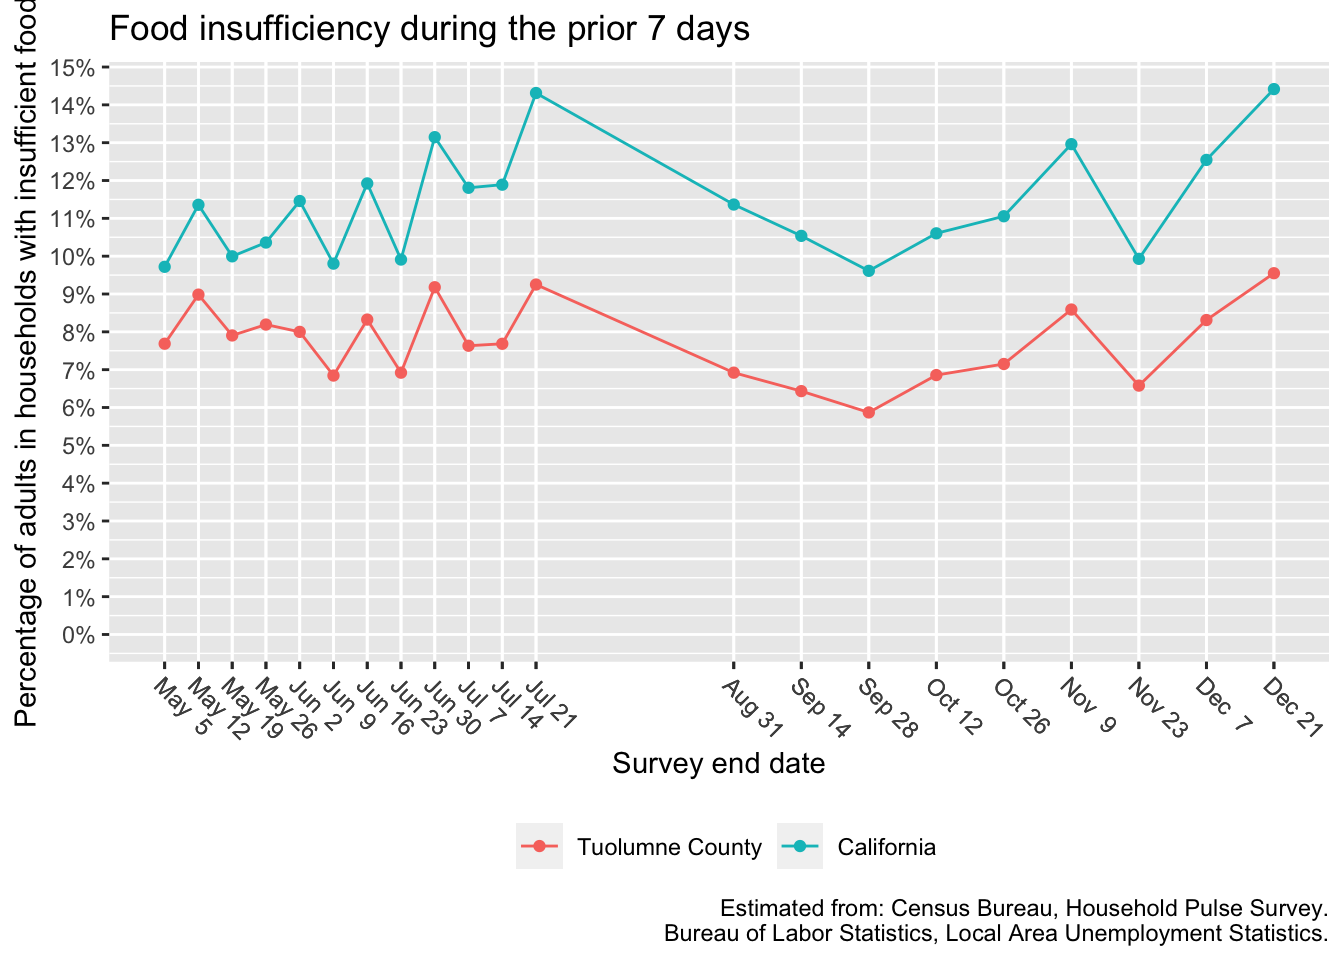 Food insufficiency during the prior 7 days
Percentage of adults in households with insufficient food
15%
14%
13%
12%
11%
10%
9%
8%
7%
6%
5%
4%
3%
2%
1%
0%
May 5
May 12
May 19
May 26
Jun 2
Jun 9
Jun 16
Jun 23
Jun 30
Jul 7
Jul 14
Jul 21
Aug 31
Sep 14
Sep 28
Oct 12
Oct 26
Nov 9
Nov 23
Dec 7
Dec 21
Survey end date
Tuolumne County
California
Estimated from: Census Bureau, Household Pulse Survey.
Bureau of Labor Statistics, Local Area Unemployment Statistics.